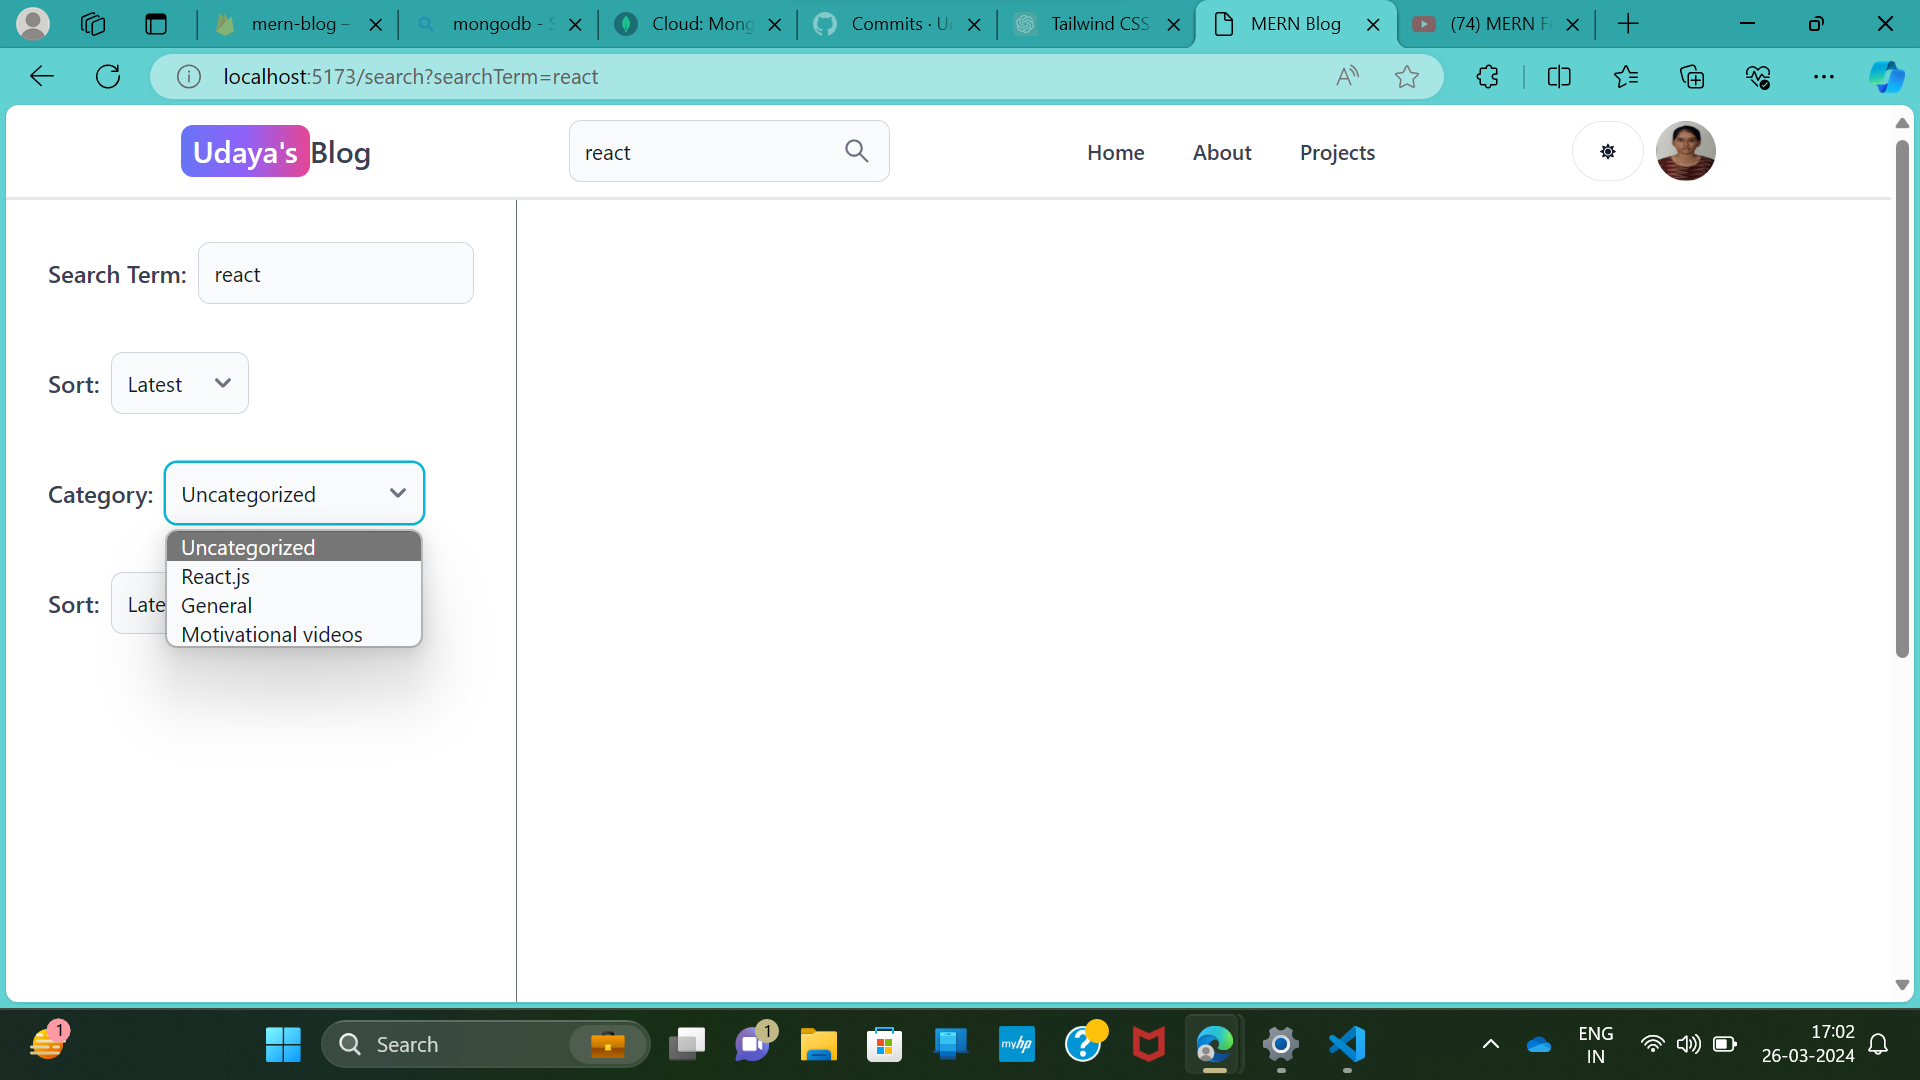 mern-blog –
mongodb - S
Cloud: Mong
Commits · Uc
Tailwind CSS
MERN Blog
(74) MERN F
localhost:5173/search?searchTerm=react
Udaya's Blog
react
Home
About
Projects
Search Term:
react
Sort:
Latest
Category:
Uncategorized
Uncategorized
React.js
General
Motivational videos
Sort:
Late
1
Search
1
myhp
?
ENG
IN
17:02
26-03-2024